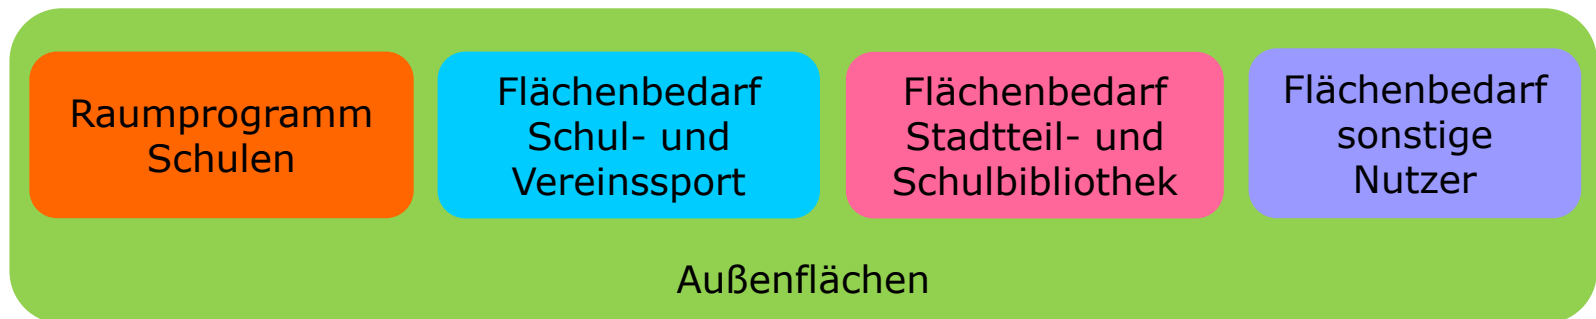 Raumprogramm
Schulen
Flächenbedarf
Schul- und
Vereinssport
Flächenbedarf
Stadtteil- und
Schulbibliothek
Flächenbedarf
sonstige
Nutzer
Außenflächen